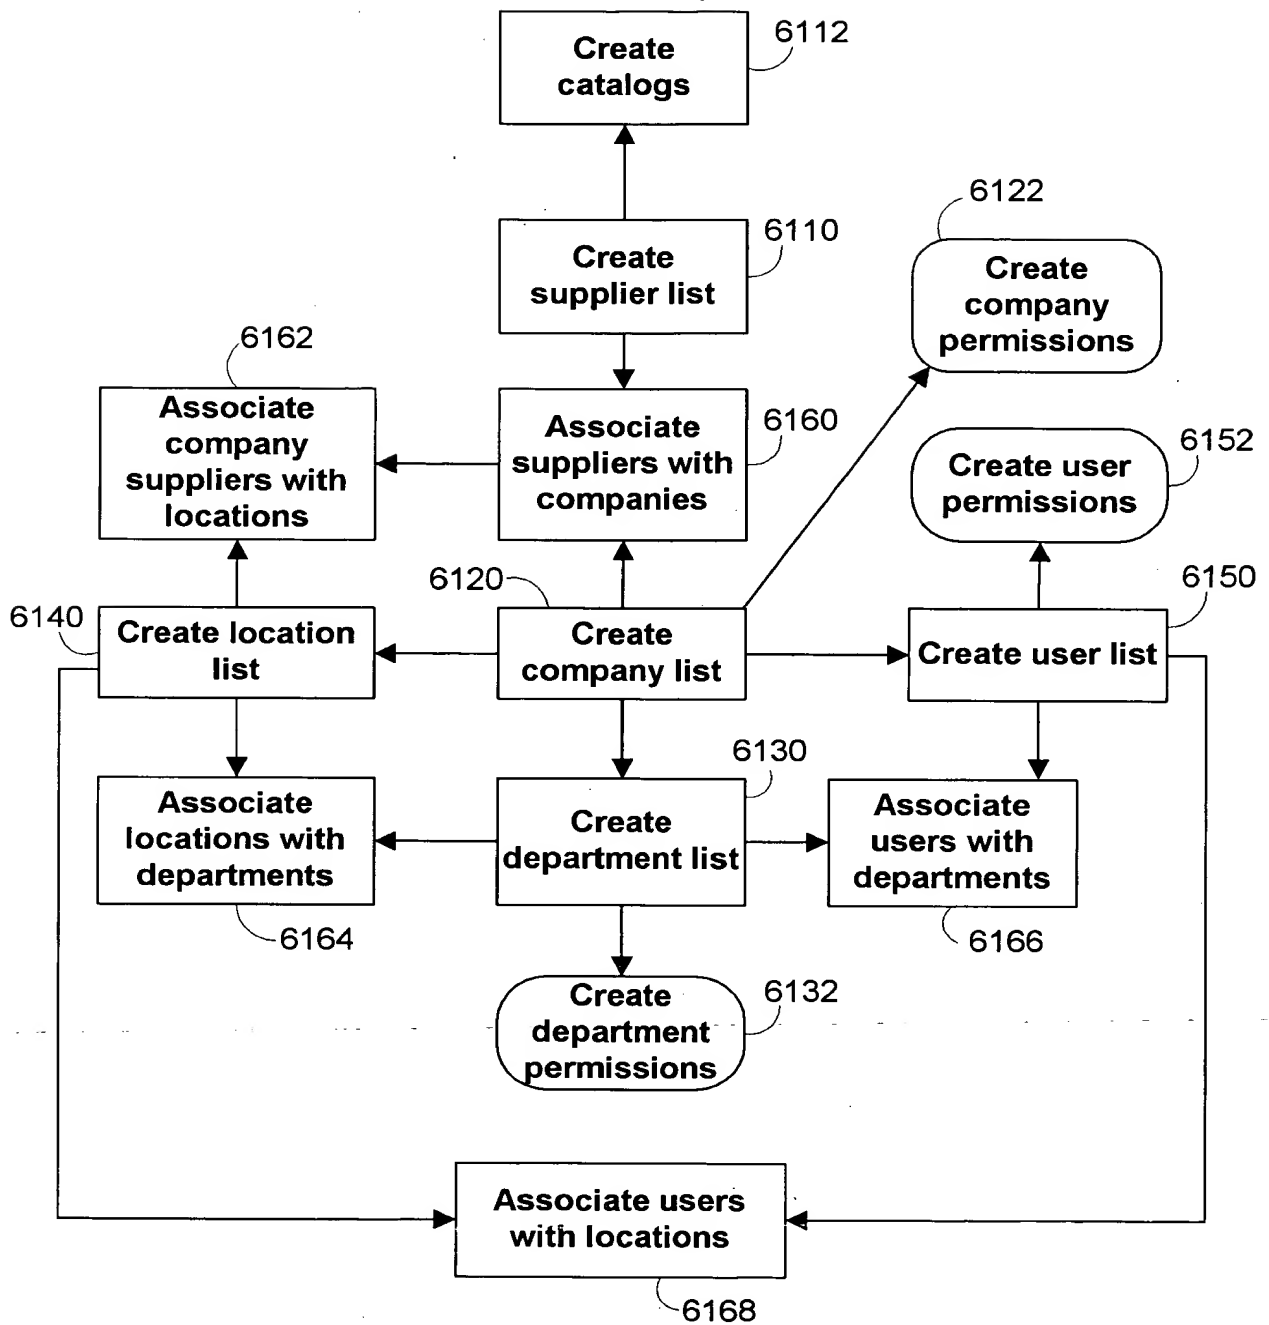 Create
catalogs
6112
Create
supplier list
6110
6122
Create
company
permissions
6162
Associate
company
suppliers with
locations
Associate
suppliers with
companies
6160
Create user
permissions
6152
6140
Create location
list
6120
Create
company list
6150
Create user list
Associate
locations with
departments
6164
6130
Create
department list
Associate
users with
departments
6166
Create
department
permissions
6132
Associate users
with locations
6168